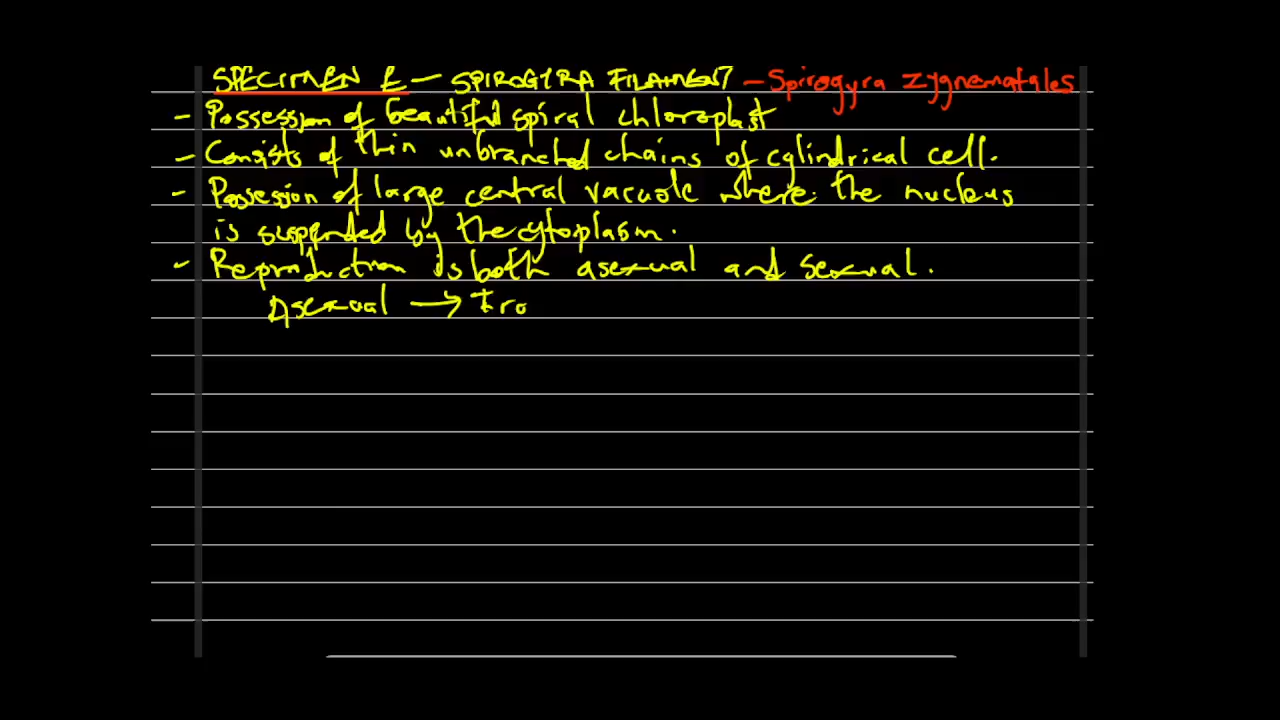 SPECIMEN E - SPIROGYRA FILAMENT - Spirogyra zygnematales
- Possession of beautiful spiral chloroplast
- Consists of thin unbranched chains of cylindrical cell.
- Possession of large central vacuole where the nucleus
is suspended by the cytoplasm.
- Reproduction is both asexual and sexual.
Asexual → Fro